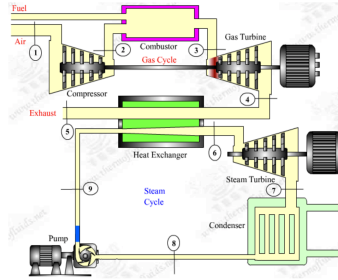 Fuel
Air
1
2
Combustor
3
Gas Turbine
Gas Cycle
Compressor
4
Exhaust
5
6
Heat Exchanger
Steam Turbine
7
9
Steam
Cycle
Condenser
Pump
8